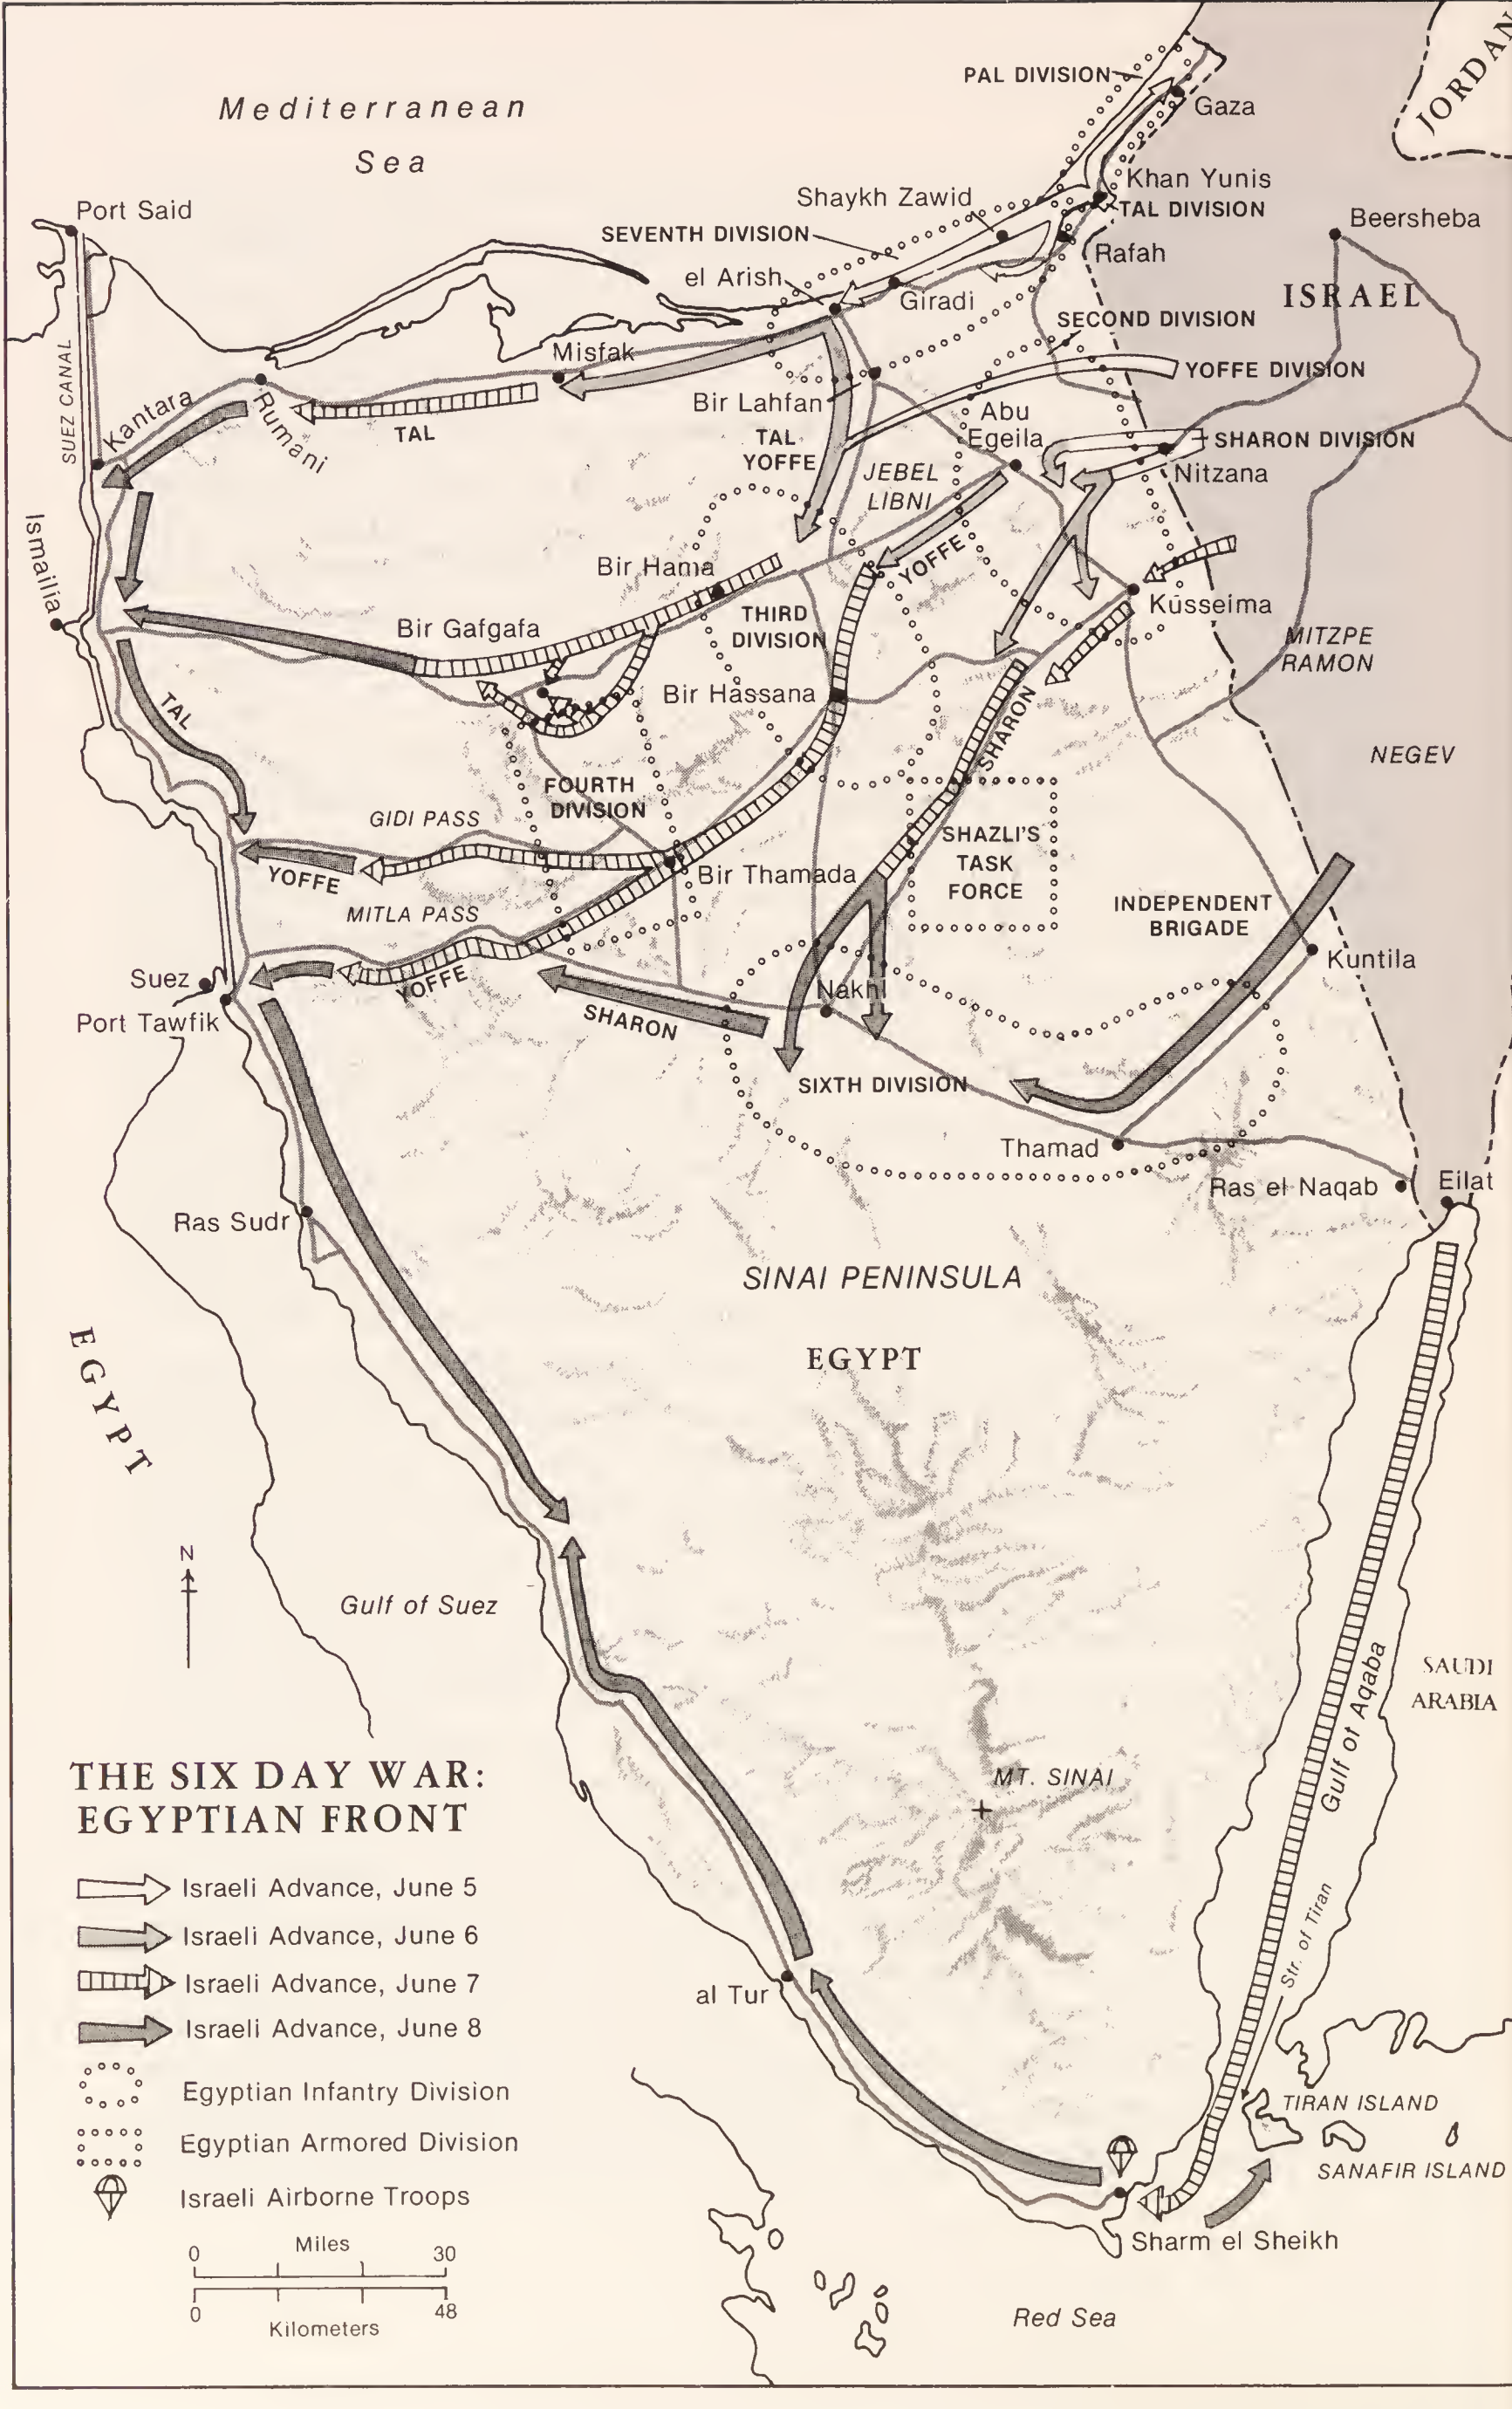 JORDAN
PAL DIVISION
Gaza
Mediterranean
Sea
Khan Yunis
TAL DIVISION
Shaykh Zawid
Port Said
SEVENTH DIVISION
Beersheba
Rafah
el Arish
Giradi
ISRAEL
SECOND DIVISION
Misfak
YOFFE DIVISION
SUEZ CANAL
Kantara
Rumani
Bir Lahfan
TAL
TAL
YOFFE
Abu
Egeila
SHARON DIVISION
JEBEL
LIBNI
Nitzana
Ismailia
YOFFE
Bir Hama
Kusseima
THIRD
DIVISION
Bir Gafgafa
MITZPE
RAMON
Bir Hassana
TAL
SHARON
NEGEV
FOURTH
DIVISION
GIDI PASS
SHAZLI'S
TASK
FORCE
YOFFE
Bir Thamada
MITLA PASS
INDEPENDENT
BRIGADE
Kuntila
Suez
YOFFE
Nakhl
Port Tawfik
SHARON
SIXTH DIVISION
Thamad
Ras el Naqab
Eilat
Ras Sudr
SINAI PENINSULA
EGYPT
EGYPT
N
Gulf of Suez
Gulf of Aqaba
SAUDI
ARABIA
MT. SINAI
THE SIX DAY WAR:
EGYPTIAN FRONT
Israeli Advance, June 5
Israeli Advance, June 6
Israeli Advance, June 7
Israeli Advance, June 8
Egyptian Infantry Division
Egyptian Armored Division
Israeli Airborne Troops
Str. of Tiran
al Tur
TIRAN ISLAND
SANAFIR ISLAND
Sharm el Sheikh
Miles
0 30
0 48
Kilometers
Red Sea